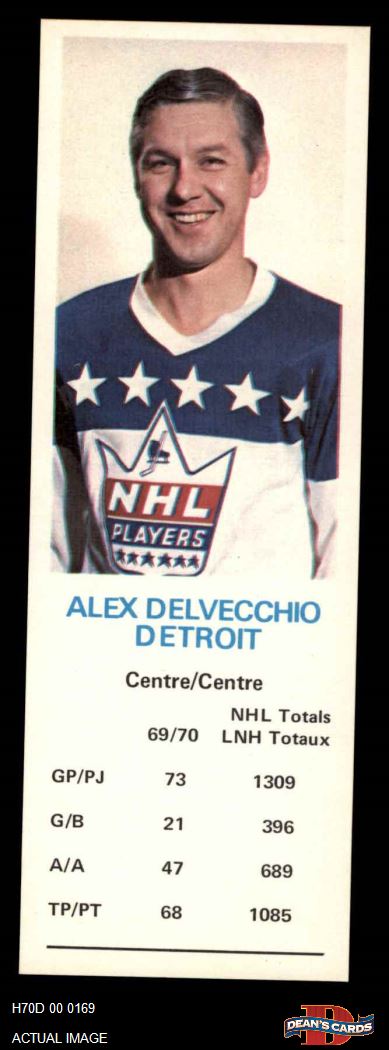 NHL
PLAYERS
ALEX DELVECCHIO
DETROIT
Centre/Centre
NHL Totals
69/70 LNH Totaux
GP/PJ 73 1309
G/B 21 396
A/A 47 689
TP/PT 68 1085
H70D 00 0169
ACTUAL IMAGE
D
DEAN'S CARDS